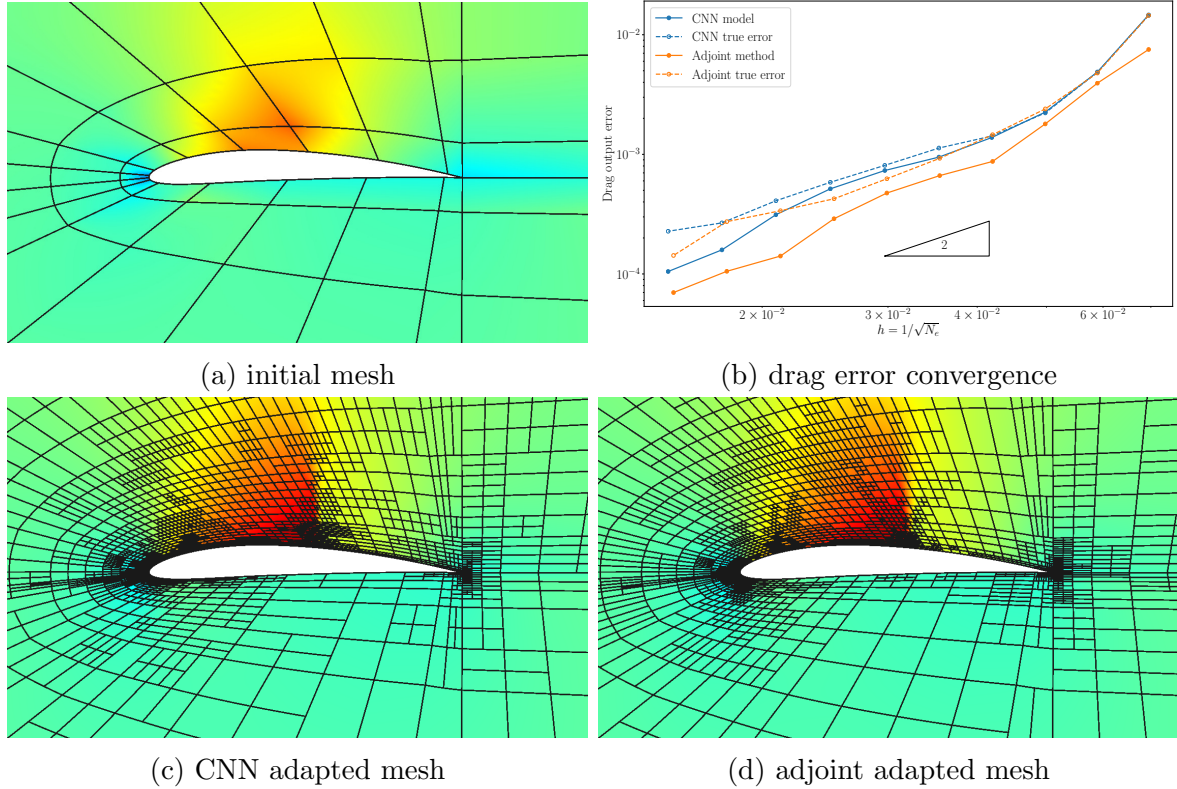 CNN model
CNN true error
Adjoint method
Adjoint true error
Drag output error
10⁻²
10⁻³
10⁻⁴
2
2 × 10⁻²
3 × 10⁻²
4 × 10⁻²
6 × 10⁻²
h = 1/√Nₑ
(a) initial mesh
(b) drag error convergence
(c) CNN adapted mesh
(d) adjoint adapted mesh